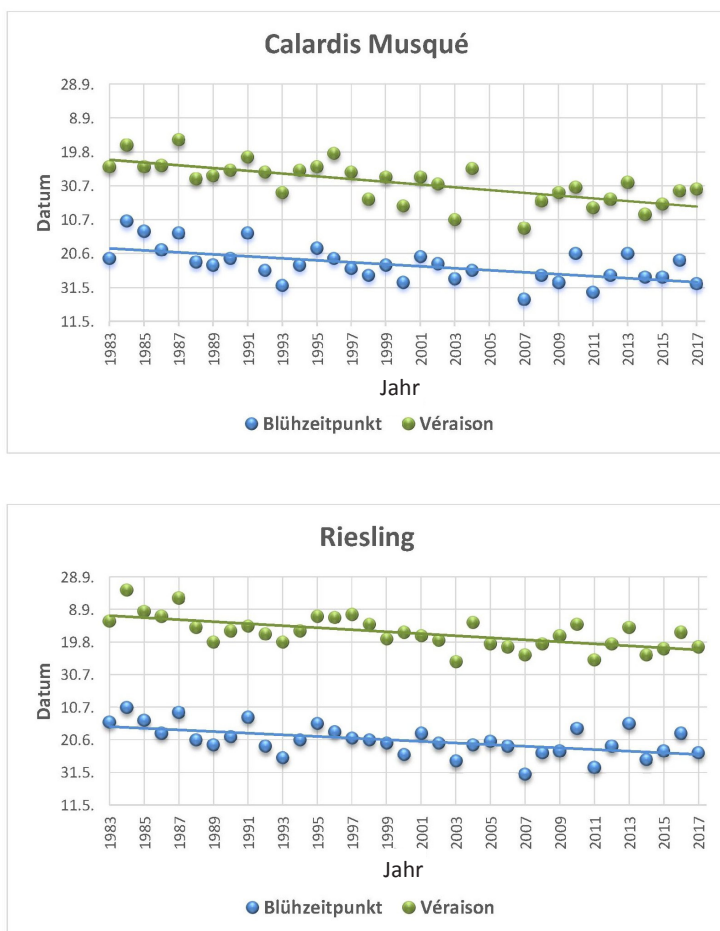 Calardis Musqué
28.9.
8.9.
19.8.
30.7.
10.7.
20.6.
31.5.
11.5.
Datum
1983 1985 1987 1989 1991 1993 1995 1997 1999 2001 2003 2005 2007 2009 2011 2013 2015 2017
Jahr
Blühzeitpunkt Véraison
Riesling
28.9.
8.9.
19.8.
30.7.
10.7.
20.6.
31.5.
11.5.
Datum
1983 1985 1987 1989 1991 1993 1995 1997 1999 2001 2003 2005 2007 2009 2011 2013 2015 2017
Jahr
Blühzeitpunkt Véraison